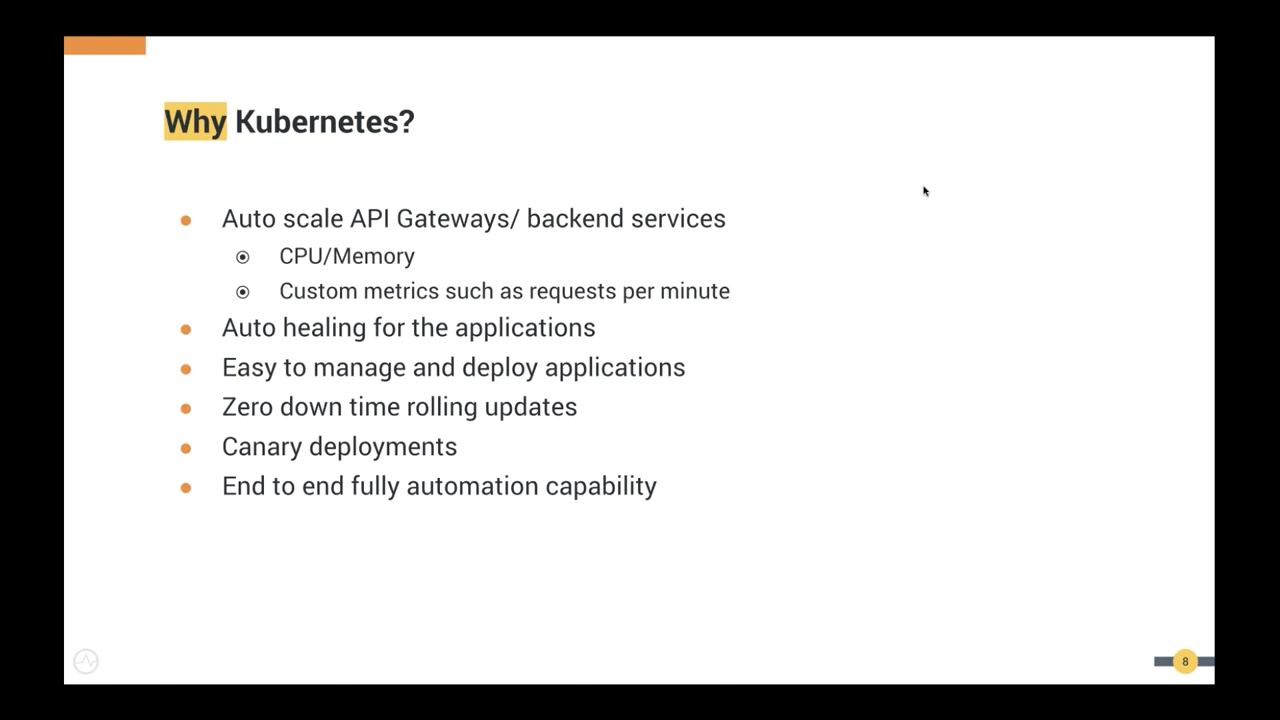 Why Kubernetes?
Auto scale API Gateways/ backend services
CPU/Memory
Custom metrics such as requests per minute
Auto healing for the applications
Easy to manage and deploy applications
Zero down time rolling updates
Canary deployments
End to end fully automation capability
8